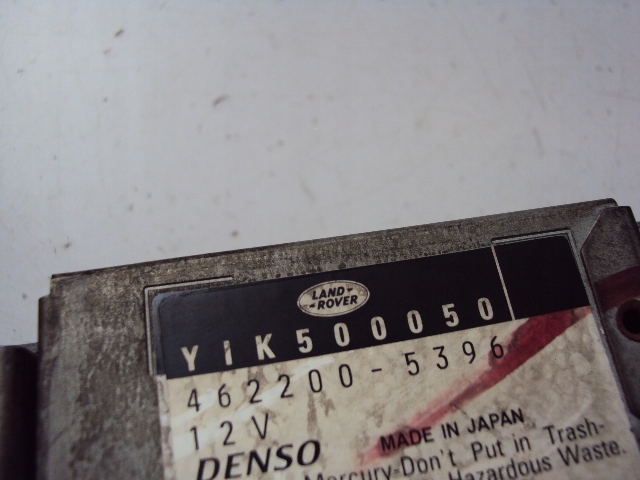 LAND-
-ROVER
YIK500050
462200-5396
12V
DENSO MADE IN JAPAN
Mercury-Don't Put in Trash-
Hazardous Waste.